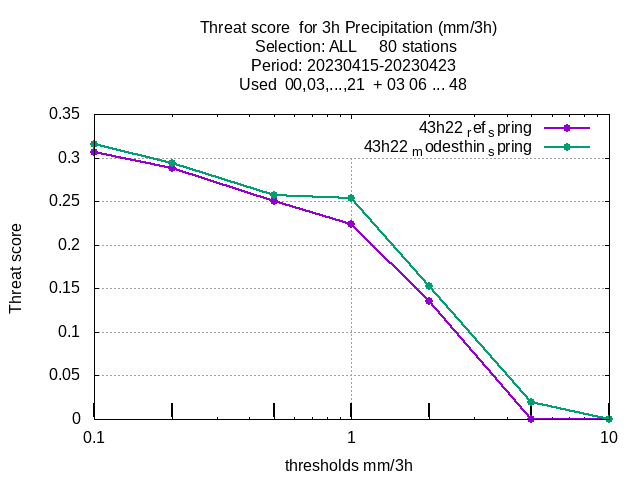 Threat score  for 3h Precipitation (mm/3h)
Selection: ALL     80 stations
Period: 20230415-20230423
Used  00,03,...,21  + 03 06 ... 48
0.35
0.3
0.25
0.2
0.15
0.1
0.05
0
Threat score
43h22 ref spring
43h22 modesthin spring
0.1
1
10
thresholds mm/3h